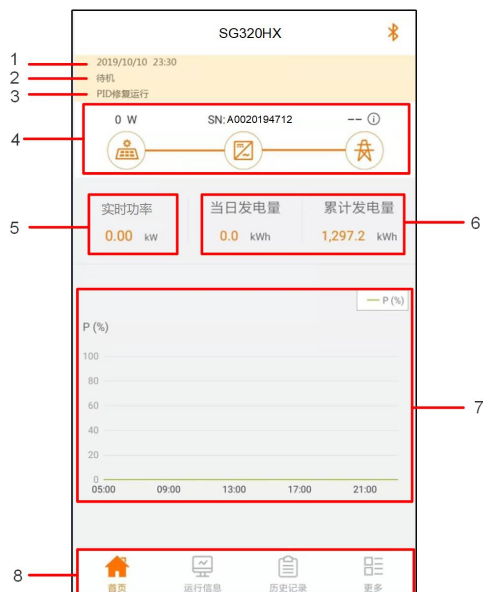 SG320HX
1
2019/10/10 23:30
2
待机
3
PID修复运行
4
0 W
SN: A0020194712
--
5
实时功率
0.00 kW
当日发电量
0.0 kWh
累计发电量
1,297.2 kWh
6
P (%)
P (%)
100
80
60
40
20
0
05:00 09:00 13:00 17:00 21:00
7
8
首页 运行信息 历史记录 更多